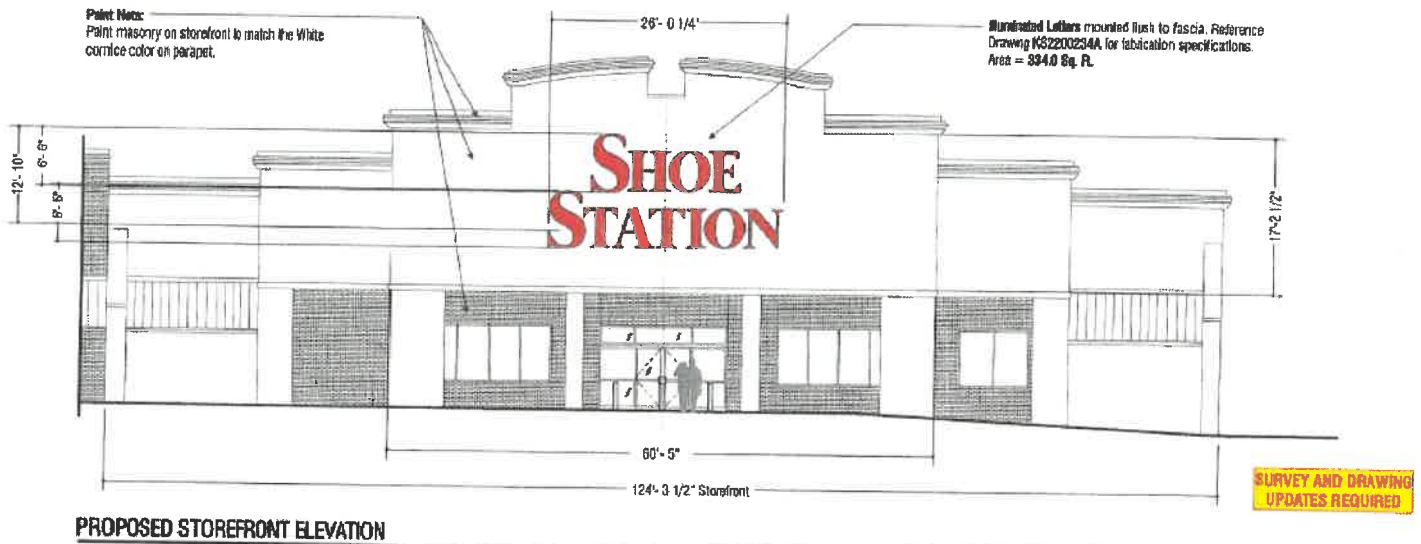 Paint Note:
Paint masonry on storefront to match the White
cornice color on parapet.
26'- 0 1/4"
Illuminated Letters mounted flush to fascia. Reference
Drawing KS2200234A for fabrication specifications.
Area = 334.0 Sq. Ft.
12'- 10"
6'- 6"
6'- 6"
SHOE
STATION
17'-2 1/2"
60'- 5"
124'- 3 1/2" Storefront
SURVEY AND DRAWING
UPDATES REQUIRED
PROPOSED STOREFRONT ELEVATION